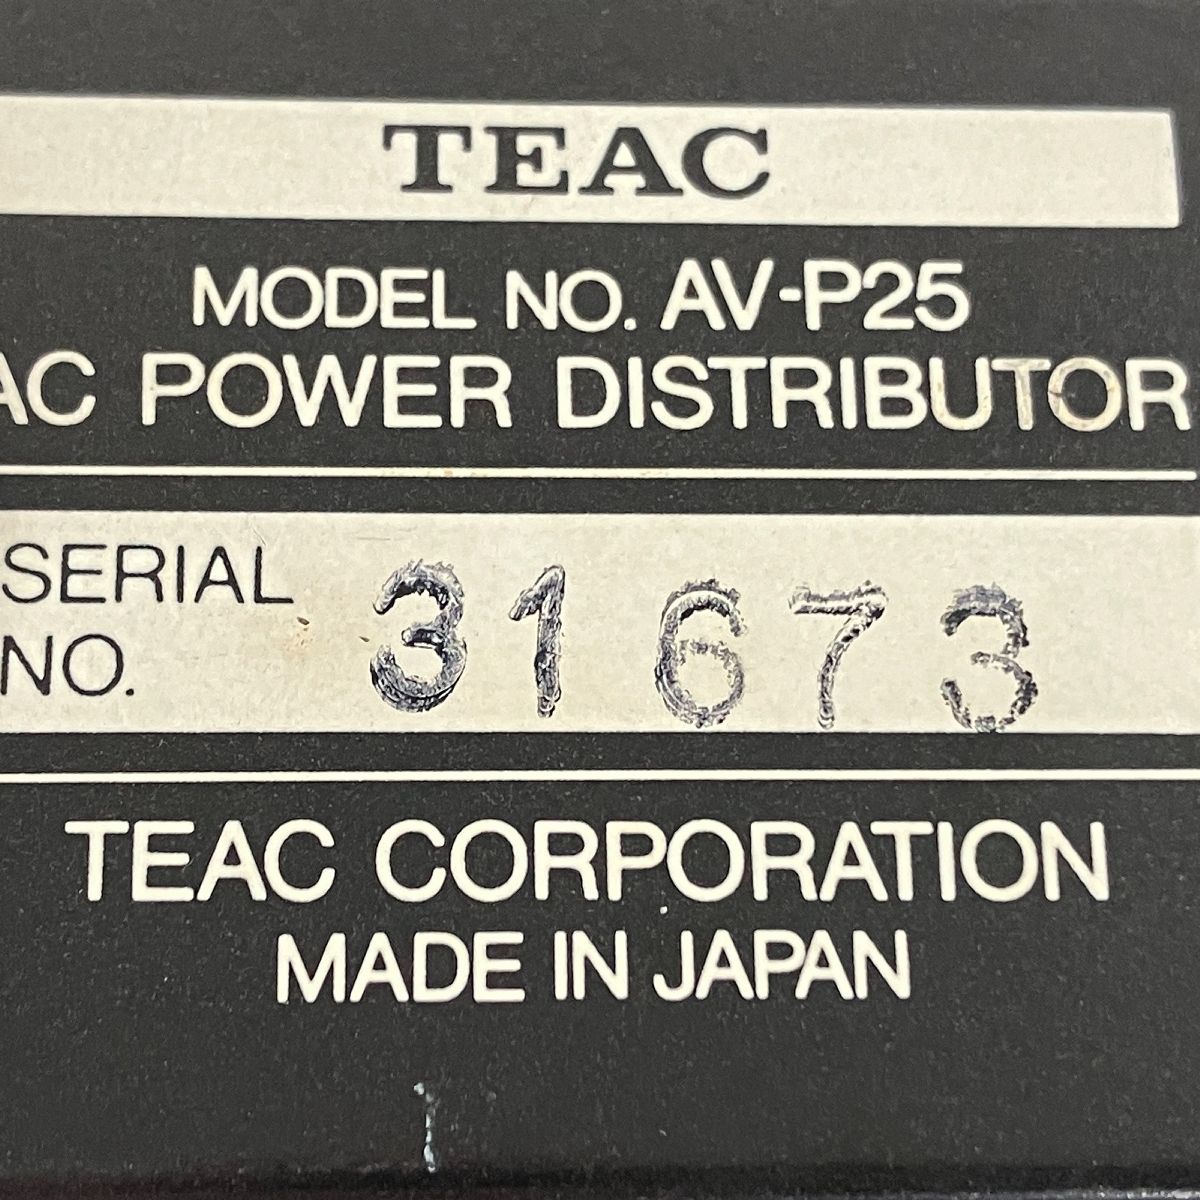 TEAC
MODEL NO. AV-P25
AC POWER DISTRIBUTOR
SERIAL
NO. 31673
TEAC CORPORATION
MADE IN JAPAN